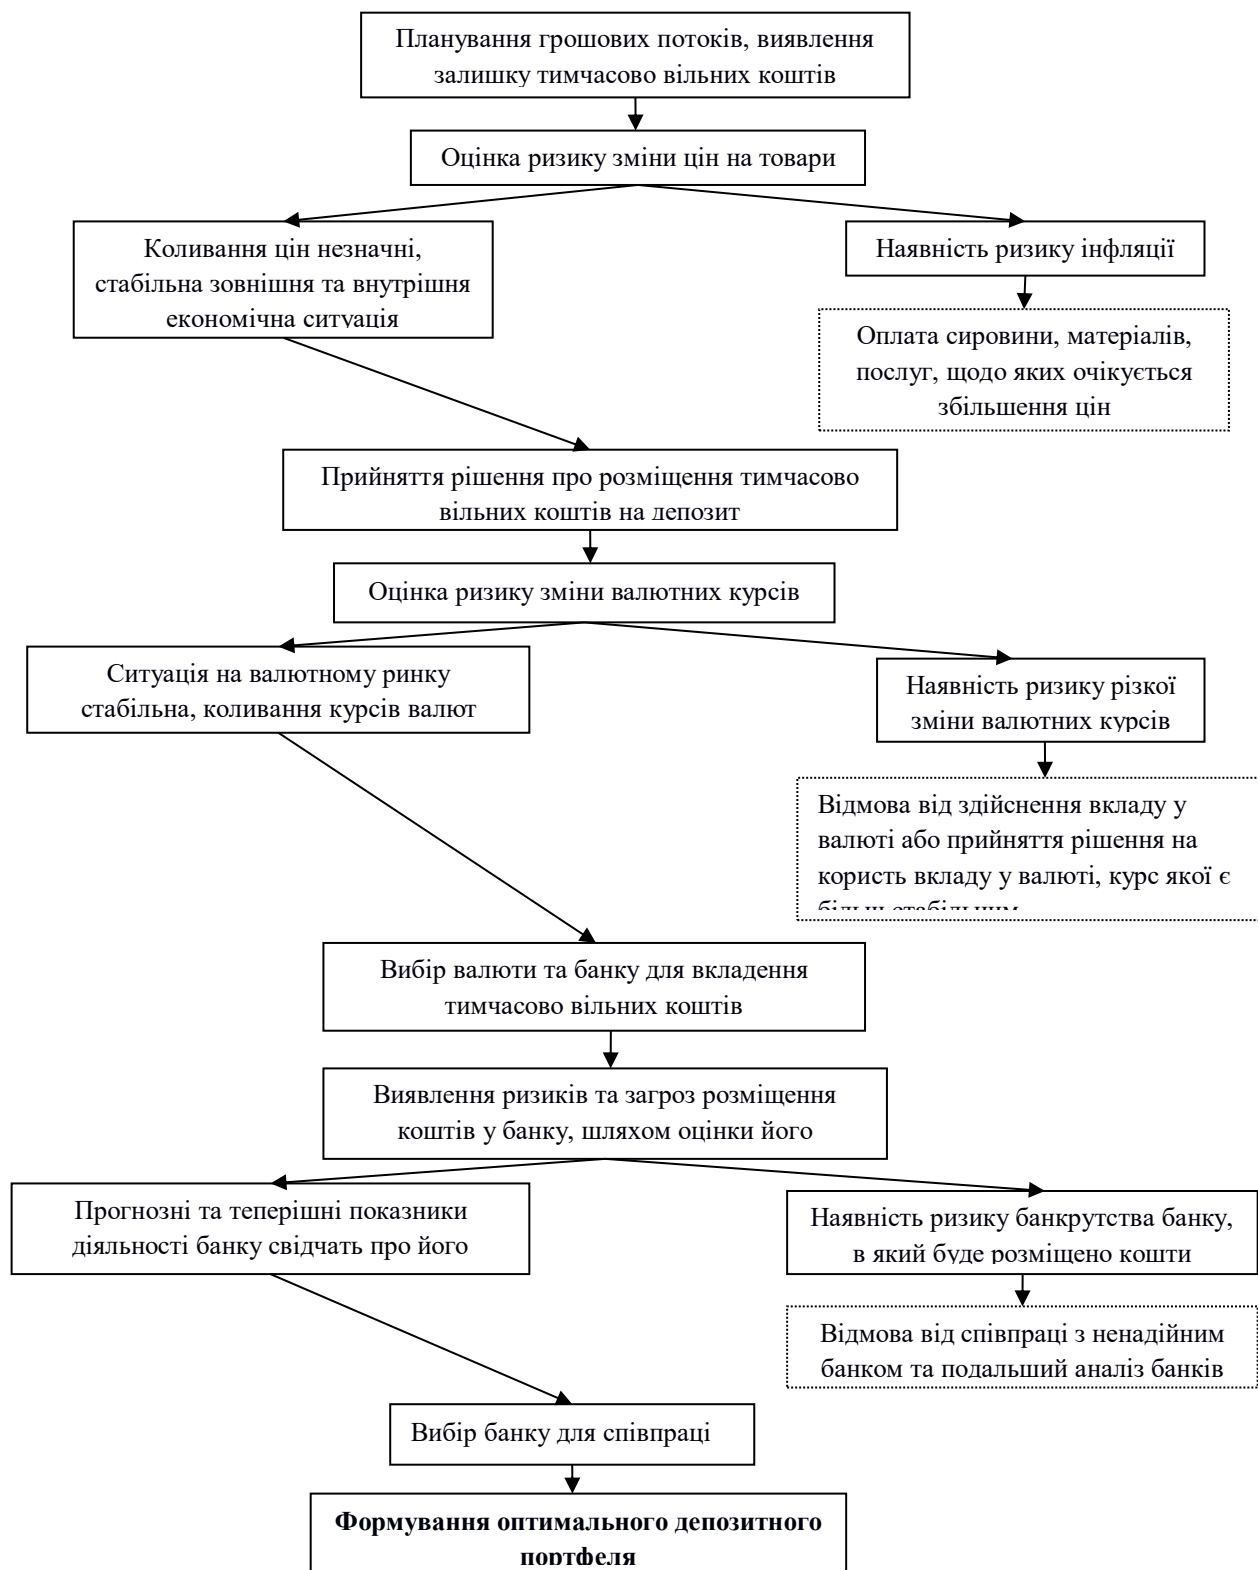 Планування грошових потоків, виявлення
залишку тимчасово вільних коштів
Оцінка ризику зміни цін на товари
Коливання цін незначні,
стабільна зовнішня та внутрішня
економічна ситуація
Наявність ризику інфляції
Оплата сировини, матеріалів,
послуг, щодо яких очікується
збільшення цін
Прийняття рішення про розміщення тимчасово
вільних коштів на депозит
Оцінка ризику зміни валютних курсів
Ситуація на валютному ринку
стабільна, коливання курсів валют
Наявність ризику різкої
зміни валютних курсів
Відмова від здійснення вкладу у
валюті або прийняття рішення на
користь вкладу у валюті, курс якої є
більш стабільним
Вибір валюти та банку для вкладення
тимчасово вільних коштів
Виявлення ризиків та загроз розміщення
коштів у банку, шляхом оцінки його
Прогнозні та теперішні показники
діяльності банку свідчать про його
Наявність ризику банкрутства банку,
в який буде розміщено кошти
Відмова від співпраці з ненадійним
банком та подальший аналіз банків
Вибір банку для співпраці
Формування оптимального депозитного
портфеля